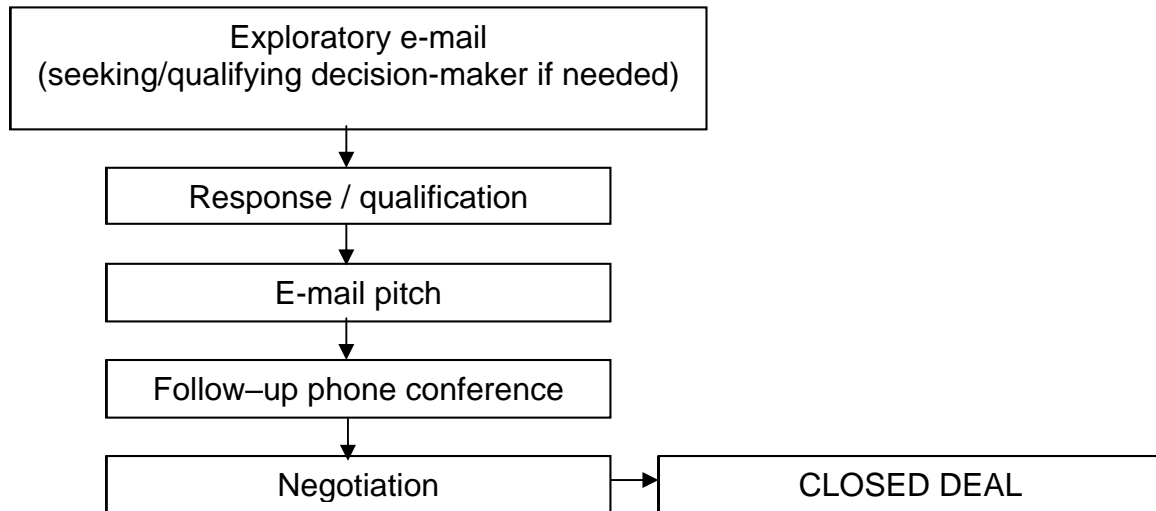 Exploratory e-mail
(seeking/qualifying decision-maker if needed)
Response / qualification
E-mail pitch
Follow–up phone conference
Negotiation
CLOSED DEAL